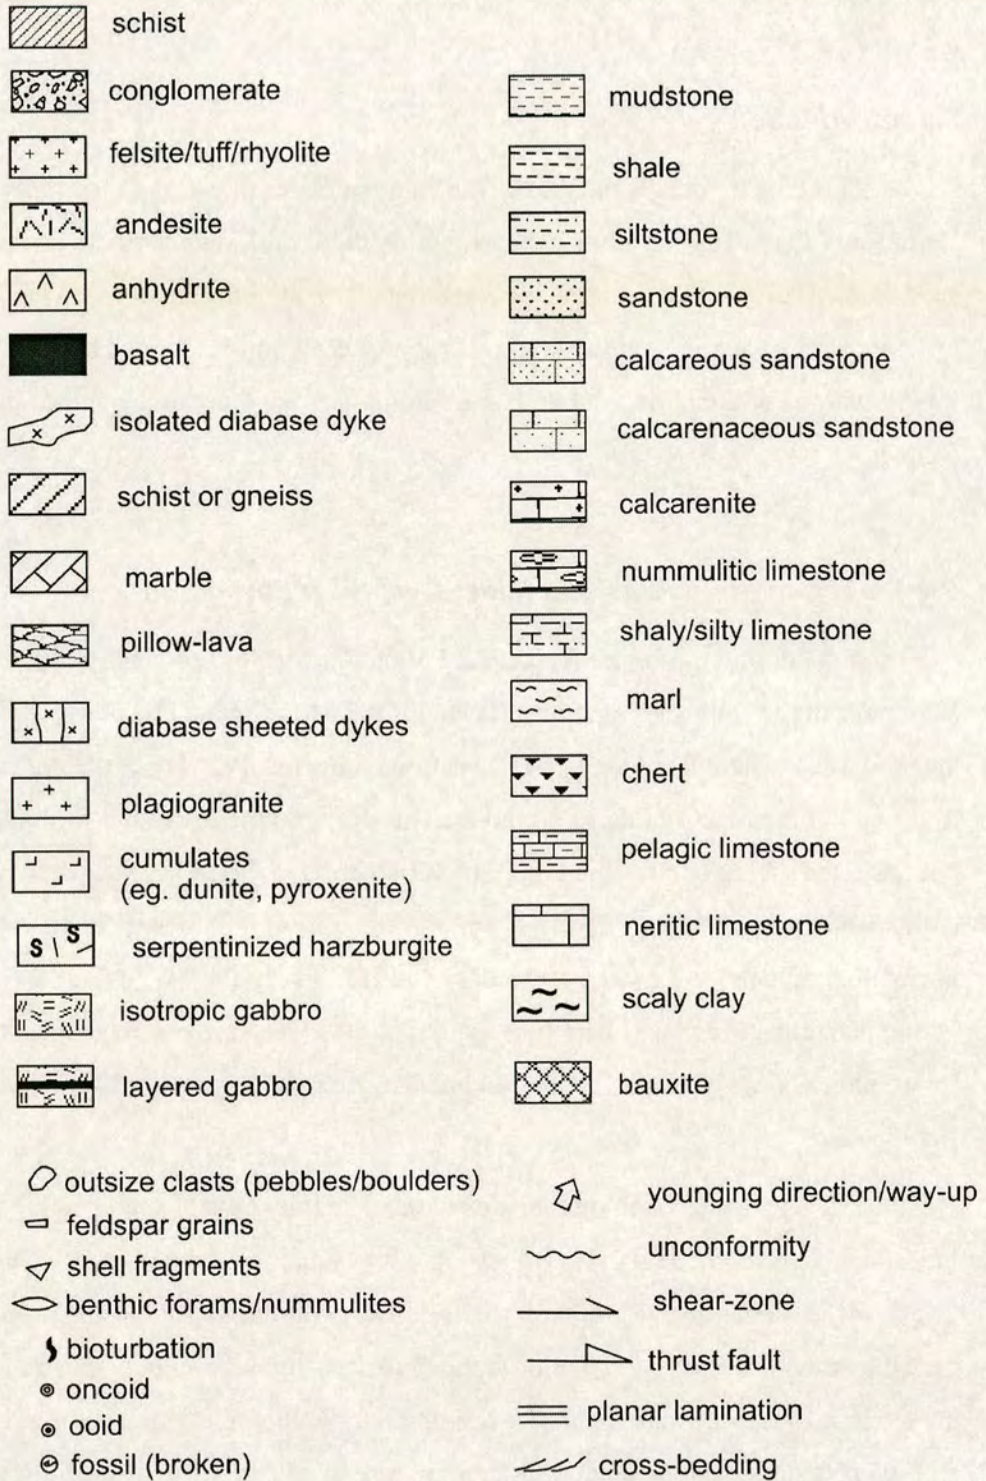 schist
conglomerate
felsite/tuff/rhyolite
andesite
anhydrite
basalt
isolated diabase dyke
schist or gneiss
marble
pillow-lava
diabase sheeted dykes
plagiogranite
cumulates
(eg. dunite, pyroxenite)
serpentinized harzburgite
isotropic gabbro
layered gabbro
mudstone
shale
siltstone
sandstone
calcareous sandstone
calcarenaceous sandstone
calcarenite
nummulitic limestone
shaly/silty limestone
marl
chert
pelagic limestone
neritic limestone
scaly clay
bauxite
outsize clasts (pebbles/boulders)
feldspar grains
shell fragments
benthic forams/nummulites
bioturbation
oncoid
ooid
fossil (broken)
younging direction/way-up
unconformity
shear-zone
thrust fault
planar lamination
cross-bedding